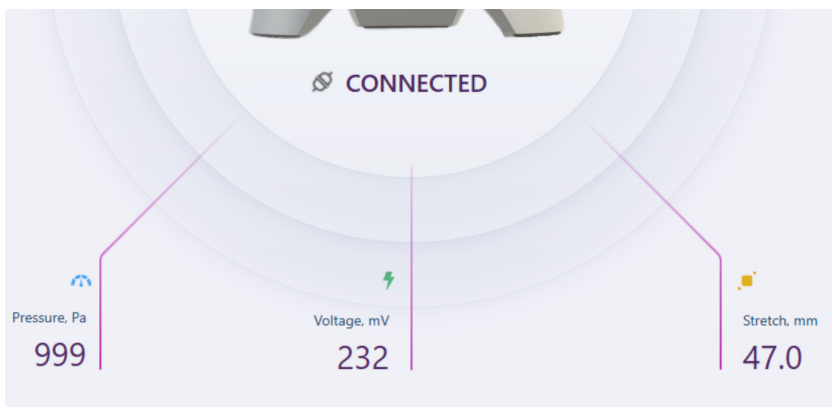 CONNECTED
Pressure, Pa
999
Voltage, mV
232
Stretch, mm
47.0